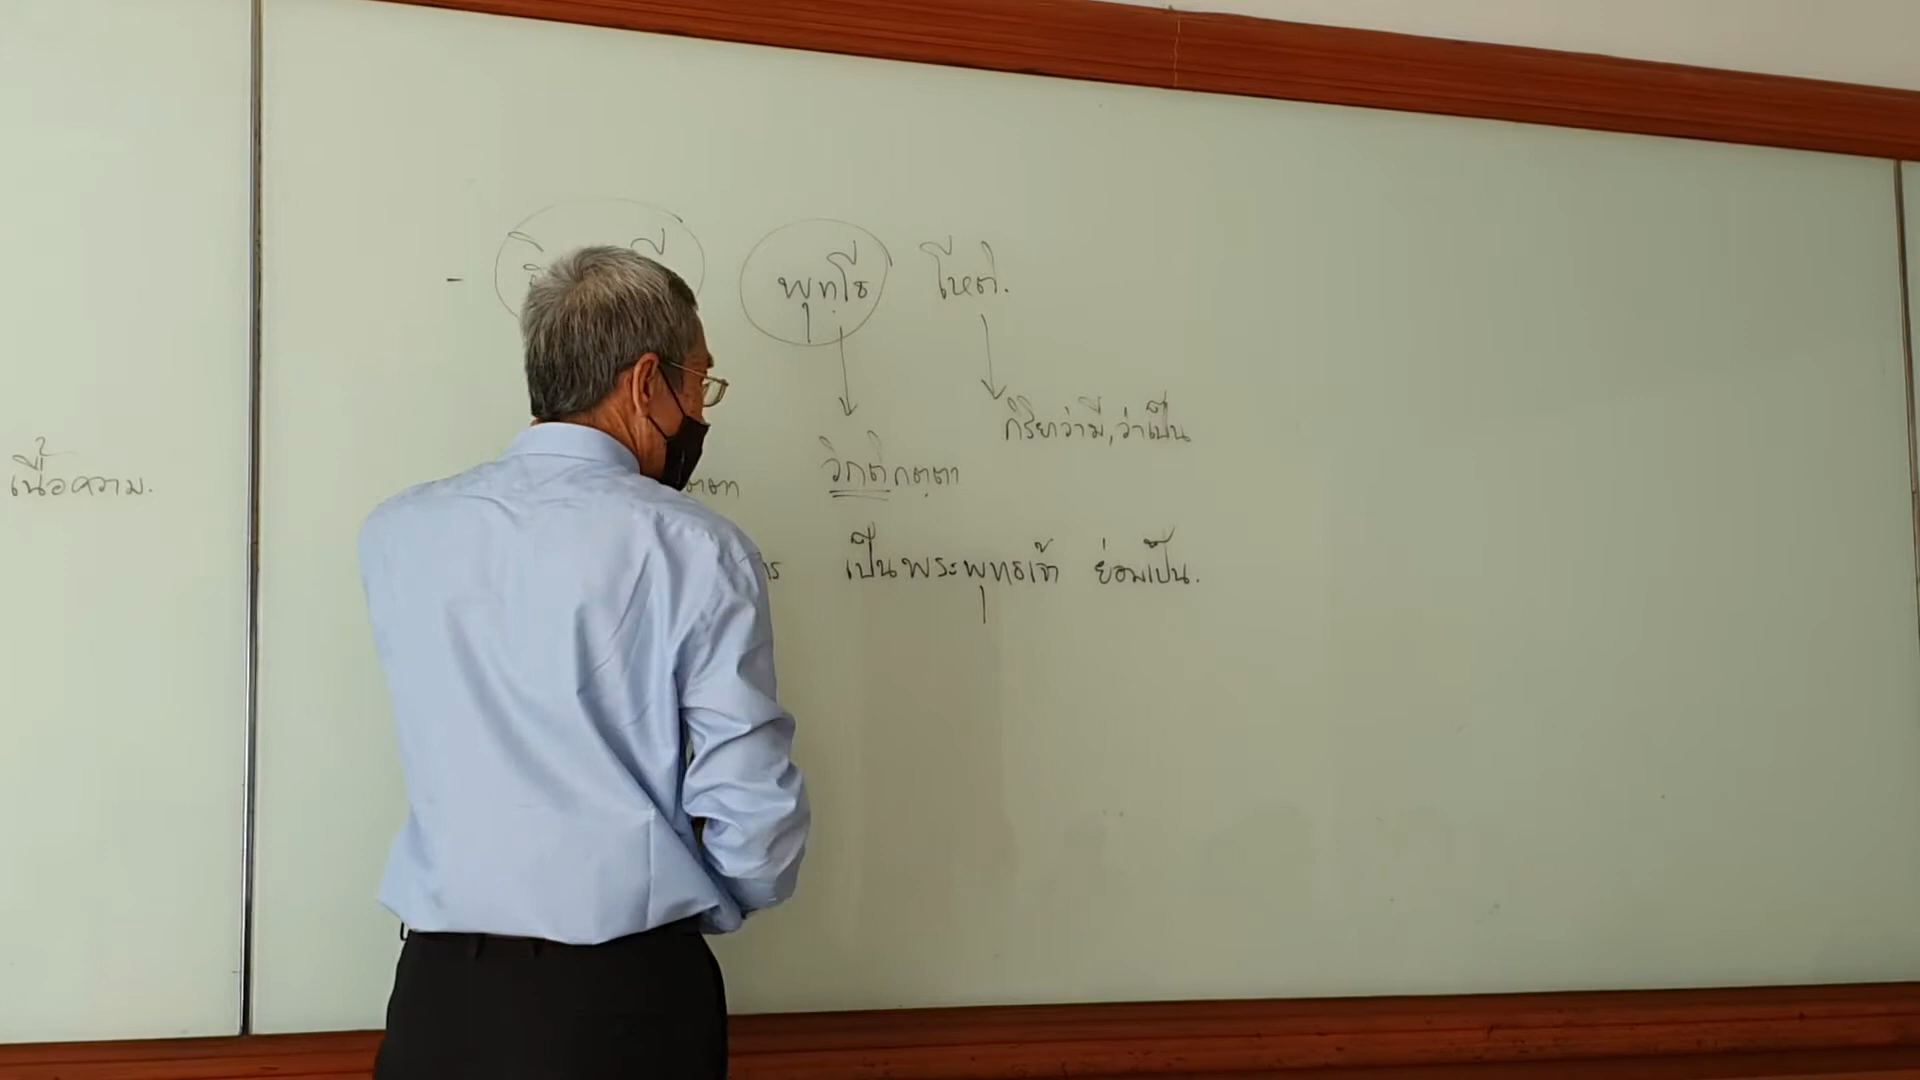 พุทฺโธ โหติ.
กิริยาว่ามี, ว่าเป็น
วิกติกตฺตา
เนื้อความ.
เป็นพระพุทธเจ้า ย่อมเป็น.